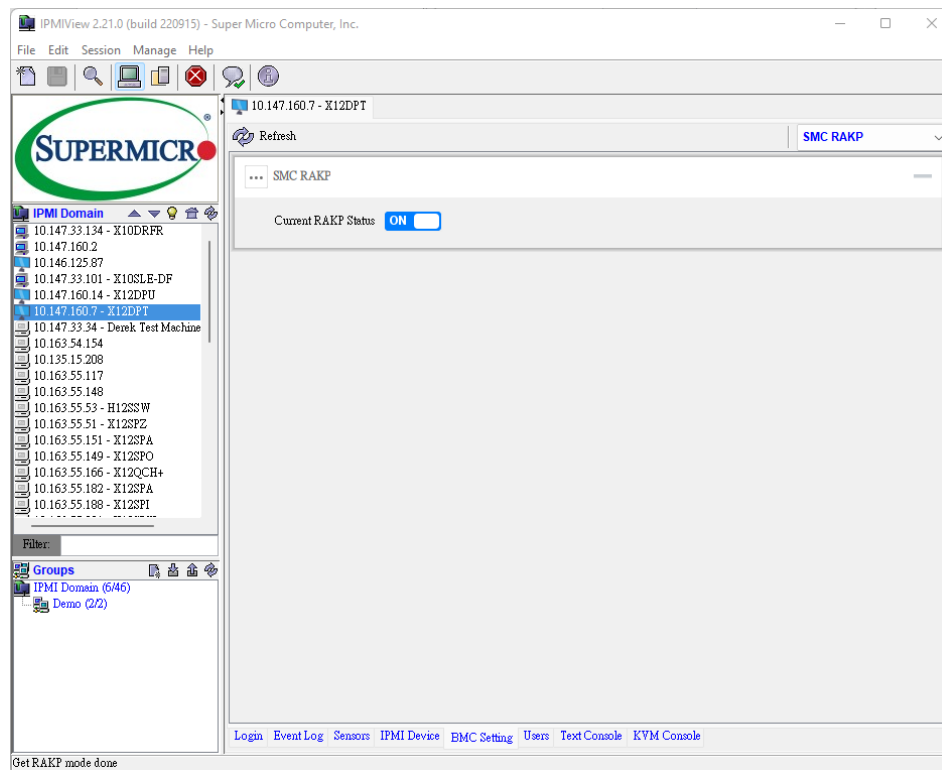 IPMIView 2.21.0 (build 220915) - Super Micro Computer, Inc.
File Edit Session Manage Help
SUPERMICR
®
IPMI Domain
10.147.33.134 - X10DRFR
10.147.160.2
10.146.125.87
10.147.33.101 - X10SLE-DF
10.147.160.14 - X12DPU
10.147.160.7 - X12DPT
10.147.33.34 - Derek Test Machine
10.163.54.154
10.135.15.208
10.163.55.117
10.163.55.148
10.163.55.53 - H12SSW
10.163.55.51 - X12SPZ
10.163.55.151 - X12SPA
10.163.55.149 - X12SPO
10.163.55.166 - X12QCH+
10.163.55.182 - X12SPA
10.163.55.188 - X12SPI
Filter:
Groups
IPMI Domain (6/46)
Demo (2/2)
10.147.160.7 - X12DPT
Refresh
SMC RAKP
... SMC RAKP
Current RAKP Status ON
Login Event Log Sensors IPMI Device BMC Setting Users Text Console KVM Console
Get RAKP mode done